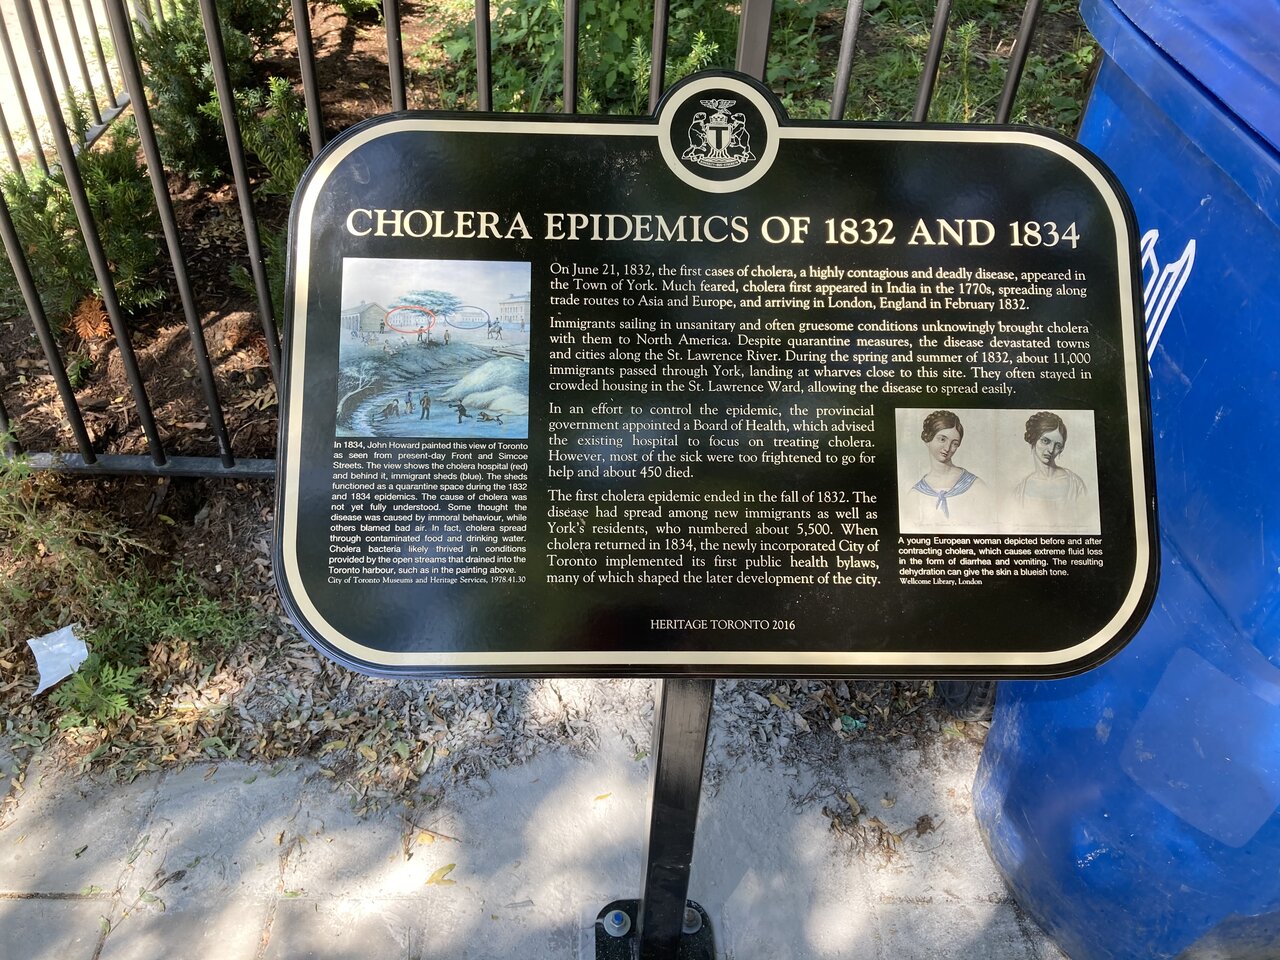 CHOLERA EPIDEMICS OF 1832 AND 1834
On June 21, 1832, the first cases of cholera, a highly contagious and deadly disease, appeared in
the Town of York. Much feared, cholera first appeared in India in the 1770s, spreading along
trade routes to Asia and Europe, and arriving in London, England in February 1832.
Immigrants sailing in unsanitary and often gruesome conditions unknowingly brought cholera
with them to North America. Despite quarantine measures, the disease devastated towns
and cities along the St. Lawrence River. During the spring and summer of 1832, about 11,000
immigrants passed through York, landing at wharves close to this site. They often stayed in
crowded housing in the St. Lawrence Ward, allowing the disease to spread easily.
In an effort to control the epidemic, the provincial
government appointed a Board of Health, which advised
the existing hospital to focus on treating cholera.
However, most of the sick were too frightened to go for
help and about 450 died.
The first cholera epidemic ended in the fall of 1832. The
disease had spread among new immigrants as well as
York's residents, who numbered about 5,500. When
cholera returned in 1834, the newly incorporated City of
Toronto implemented its first public health bylaws,
many of which shaped the later development of the city.
In 1834, John Howard painted this view of Toronto
as seen from present-day Front and Simcoe
Streets. The view shows the cholera hospital (red)
and behind it, immigrant sheds (blue). The sheds
functioned as a quarantine space during the 1832
and 1834 epidemics. The cause of cholera was
not yet fully understood. Some thought the
disease was caused by immoral behaviour, while
others blamed bad air. In fact, cholera spread
through contaminated food and drinking water.
Cholera bacteria likely thrived in conditions
provided by the open streams that drained into the
Toronto harbour, such as in the painting above.
City of Toronto Museums and Heritage Services, 1978.41.30
A young European woman depicted before and after
contracting cholera, which causes extreme fluid loss
in the form of diarrhea and vomiting. The resulting
dehydration can give the skin a blueish tone.
Wellcome Library, London
HERITAGE TORONTO 2016